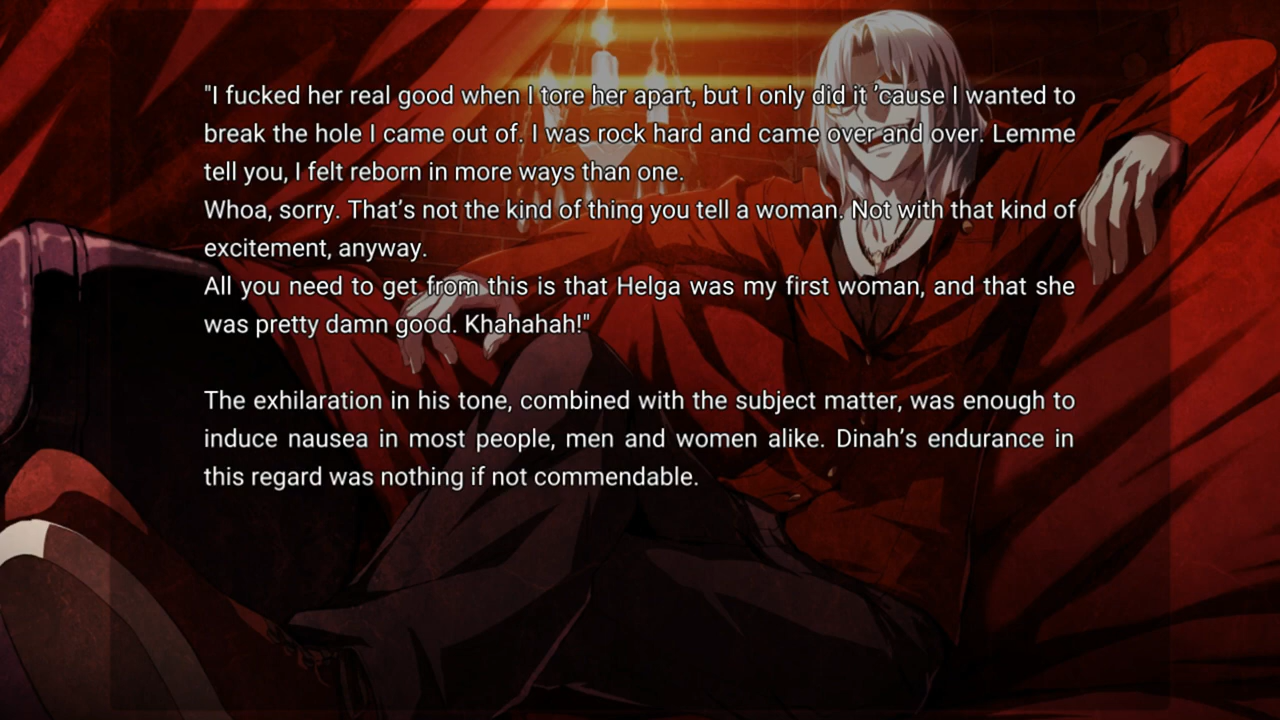 "I fucked her real good when I tore her apart, but I only did it ’cause I wanted to
break the hole I came out of. I was rock hard and came over and over. Lemme
tell you, I felt reborn in more ways than one.
Whoa, sorry. That’s not the kind of thing you tell a woman. Not with that kind of
excitement, anyway.
All you need to get from this is that Helga was my first woman, and that she
was pretty damn good. Khahahah!"
The exhilaration in his tone, combined with the subject matter, was enough to
induce nausea in most people, men and women alike. Dinah’s endurance in
this regard was nothing if not commendable.